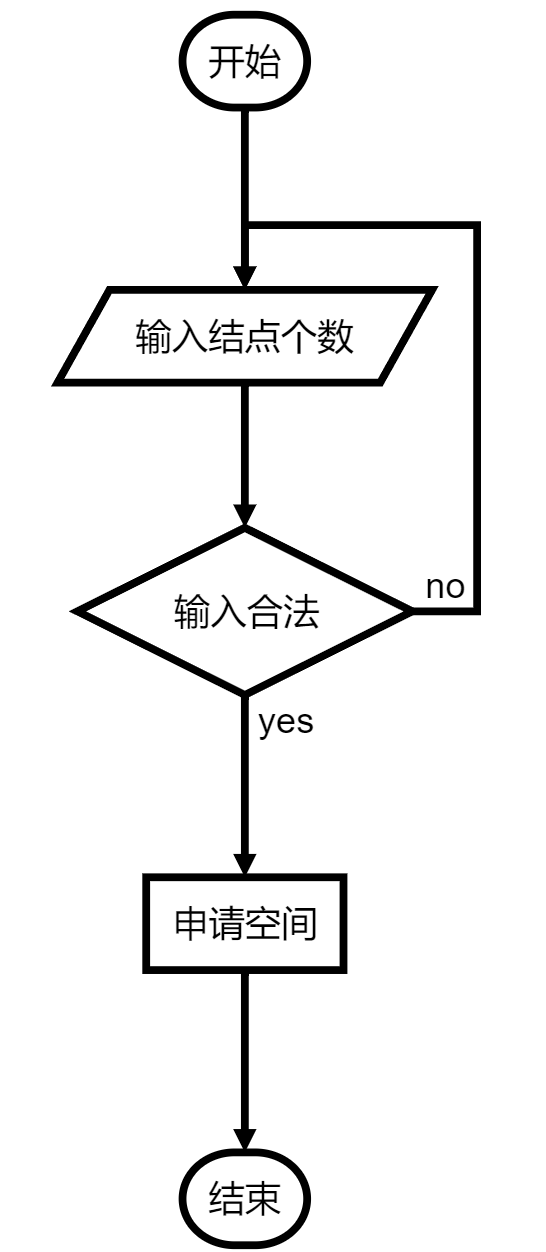 开始
输入结点个数
输入合法
no
yes
申请空间
结束